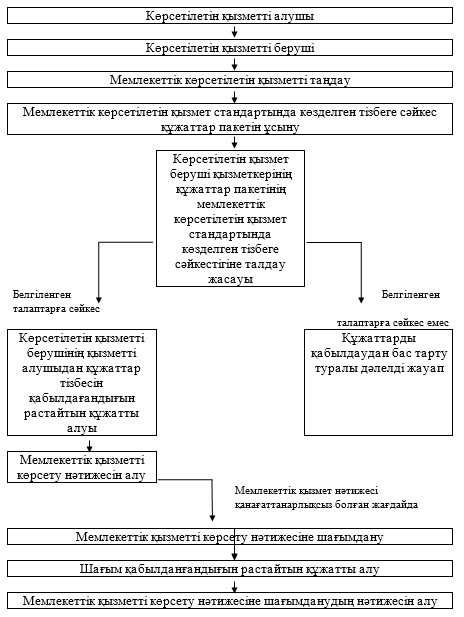 Көрсетілетін қызметті алушы
Көрсетілетін қызметті беруші
Мемлекеттік көрсетілетін қызметті таңдау
Мемлекеттік көрсетілетін қызмет стандартында көзделген тізбеге сәйкес
құжаттар пакетін ұсыну
Көрсетілетін қызмет
беруші қызметкерінің
құжаттар пакетінің
мемлекеттік
көрсетілетін қызмет
стандартында
көзделген тізбеге
сәйкестігіне талдау
жасауы
Белгіленген
талаптарға сәйкес
Белгіленген
талаптарға сәйкес емес
Көрсетілетін қызметті
берушінің қызметті
алушыдан құжаттар
тізбесін
қабылдағандығын
растайтын құжатты
алуы
Құжаттарды
қабылдаудан бас тарту
туралы дәлелді жауап
Мемлекеттік қызметті
көрсету нәтижесін алу
Мемлекеттік қызмет нәтижесі
қанағаттанарлықсыз болған жағдайда
Мемлекеттік қызметті көрсету нәтижесіне шағымдану
Шағым қабылданғандығын растайтын құжатты алу
Мемлекеттік қызметті көрсету нәтижесіне шағымданудың нәтижесін алу